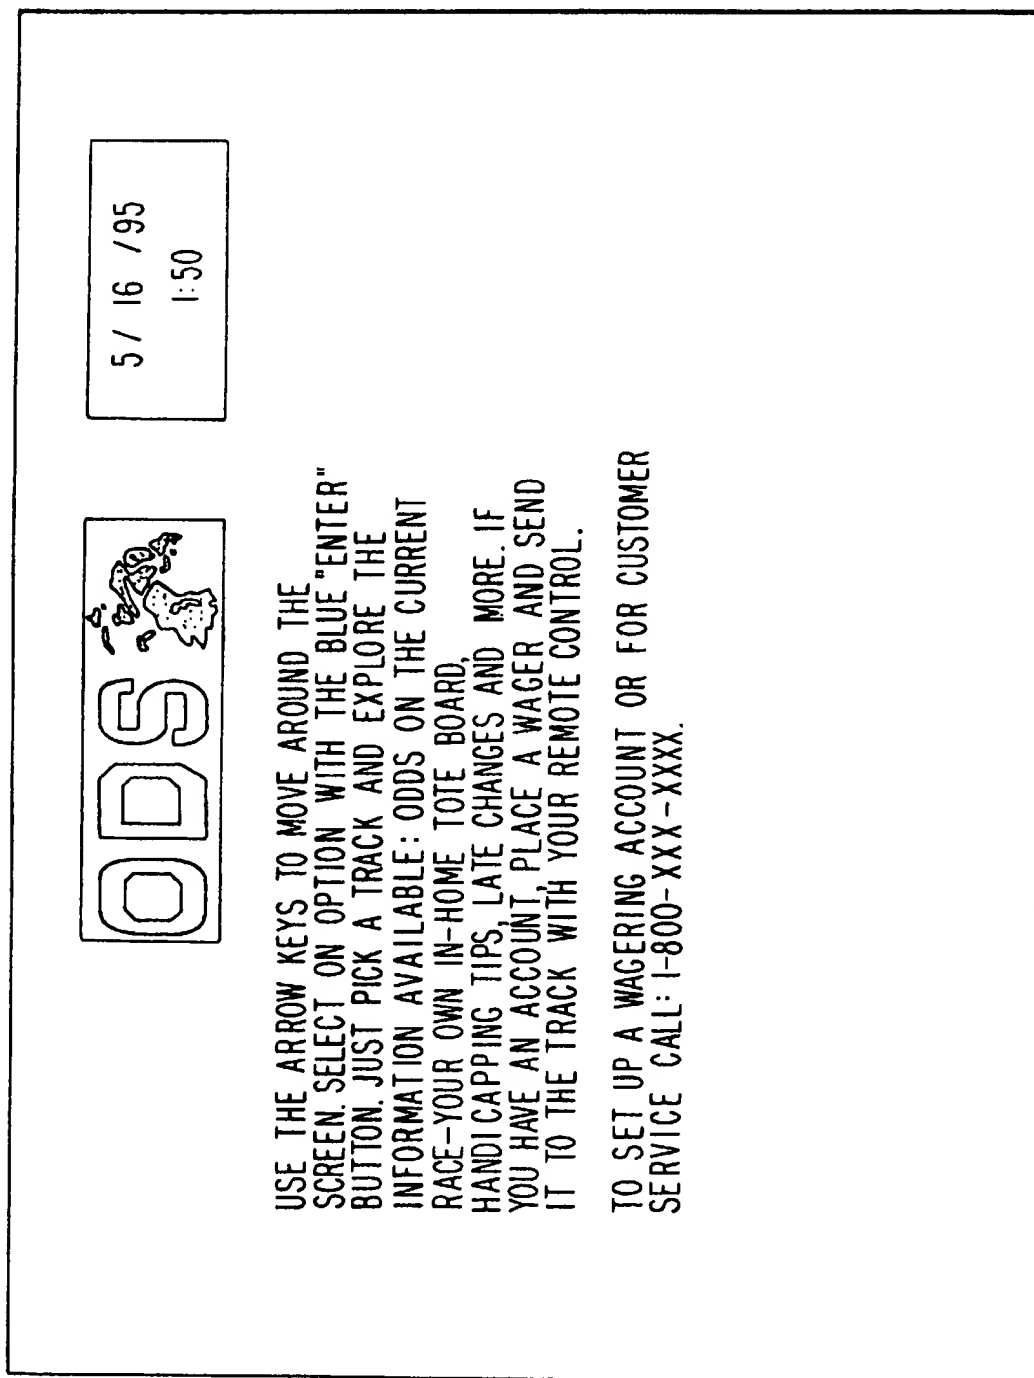 ODS
5/ 16 /95
1:50
USE THE ARROW KEYS TO MOVE AROUND THE
SCREEN. SELECT ON OPTION WITH THE BLUE "ENTER"
BUTTON. JUST PICK A TRACK AND EXPLORE THE
INFORMATION AVAILABLE: ODDS ON THE CURRENT
RACE-YOUR OWN IN-HOME TOTE BOARD,
HANDICAPPING TIPS, LATE CHANGES AND MORE. IF
YOU HAVE AN ACCOUNT, PLACE A WAGER AND SEND
IT TO THE TRACK WITH YOUR REMOTE CONTROL.
TO SET UP A WAGERING ACCOUNT OR FOR CUSTOMER
SERVICE CALL: 1-800-XXX-XXXX.